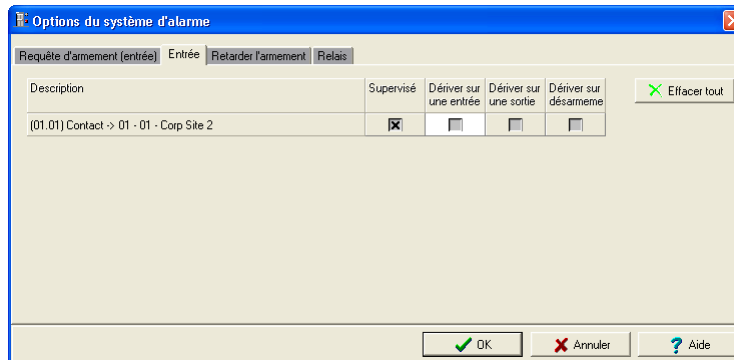 Options du système d'alarme
Requête d'armement (entrée) Entrée Retarder l'armement Relais
Description Supervisé Dériver sur une entrée Dériver sur une sortie Dériver sur désarmeme
Effacer tout
(01.01) Contact -> 01 - 01 - Corp Site 2
OK Annuler Aide